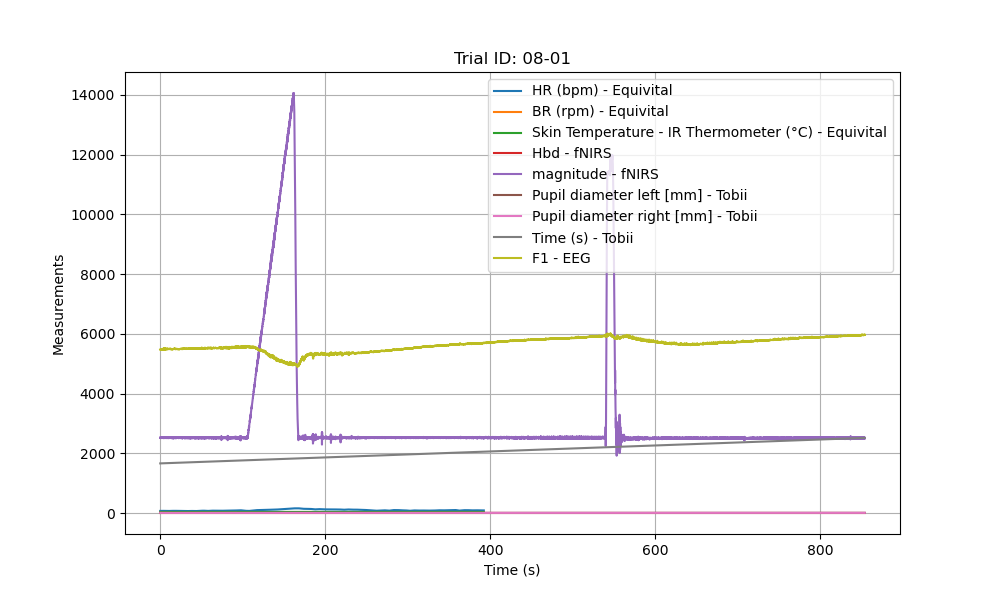 Trial ID: 08-01
14000
12000
10000
8000
6000
4000
2000
0
Measurements
HR (bpm) - Equivital
BR (rpm) - Equivital
Skin Temperature - IR Thermometer (°C) - Equivital
Hbd - fNIRS
magnitude - fNIRS
Pupil diameter left [mm] - Tobii
Pupil diameter right [mm] - Tobii
Time (s) - Tobii
F1 - EEG
0 200 400 600 800
Time (s)